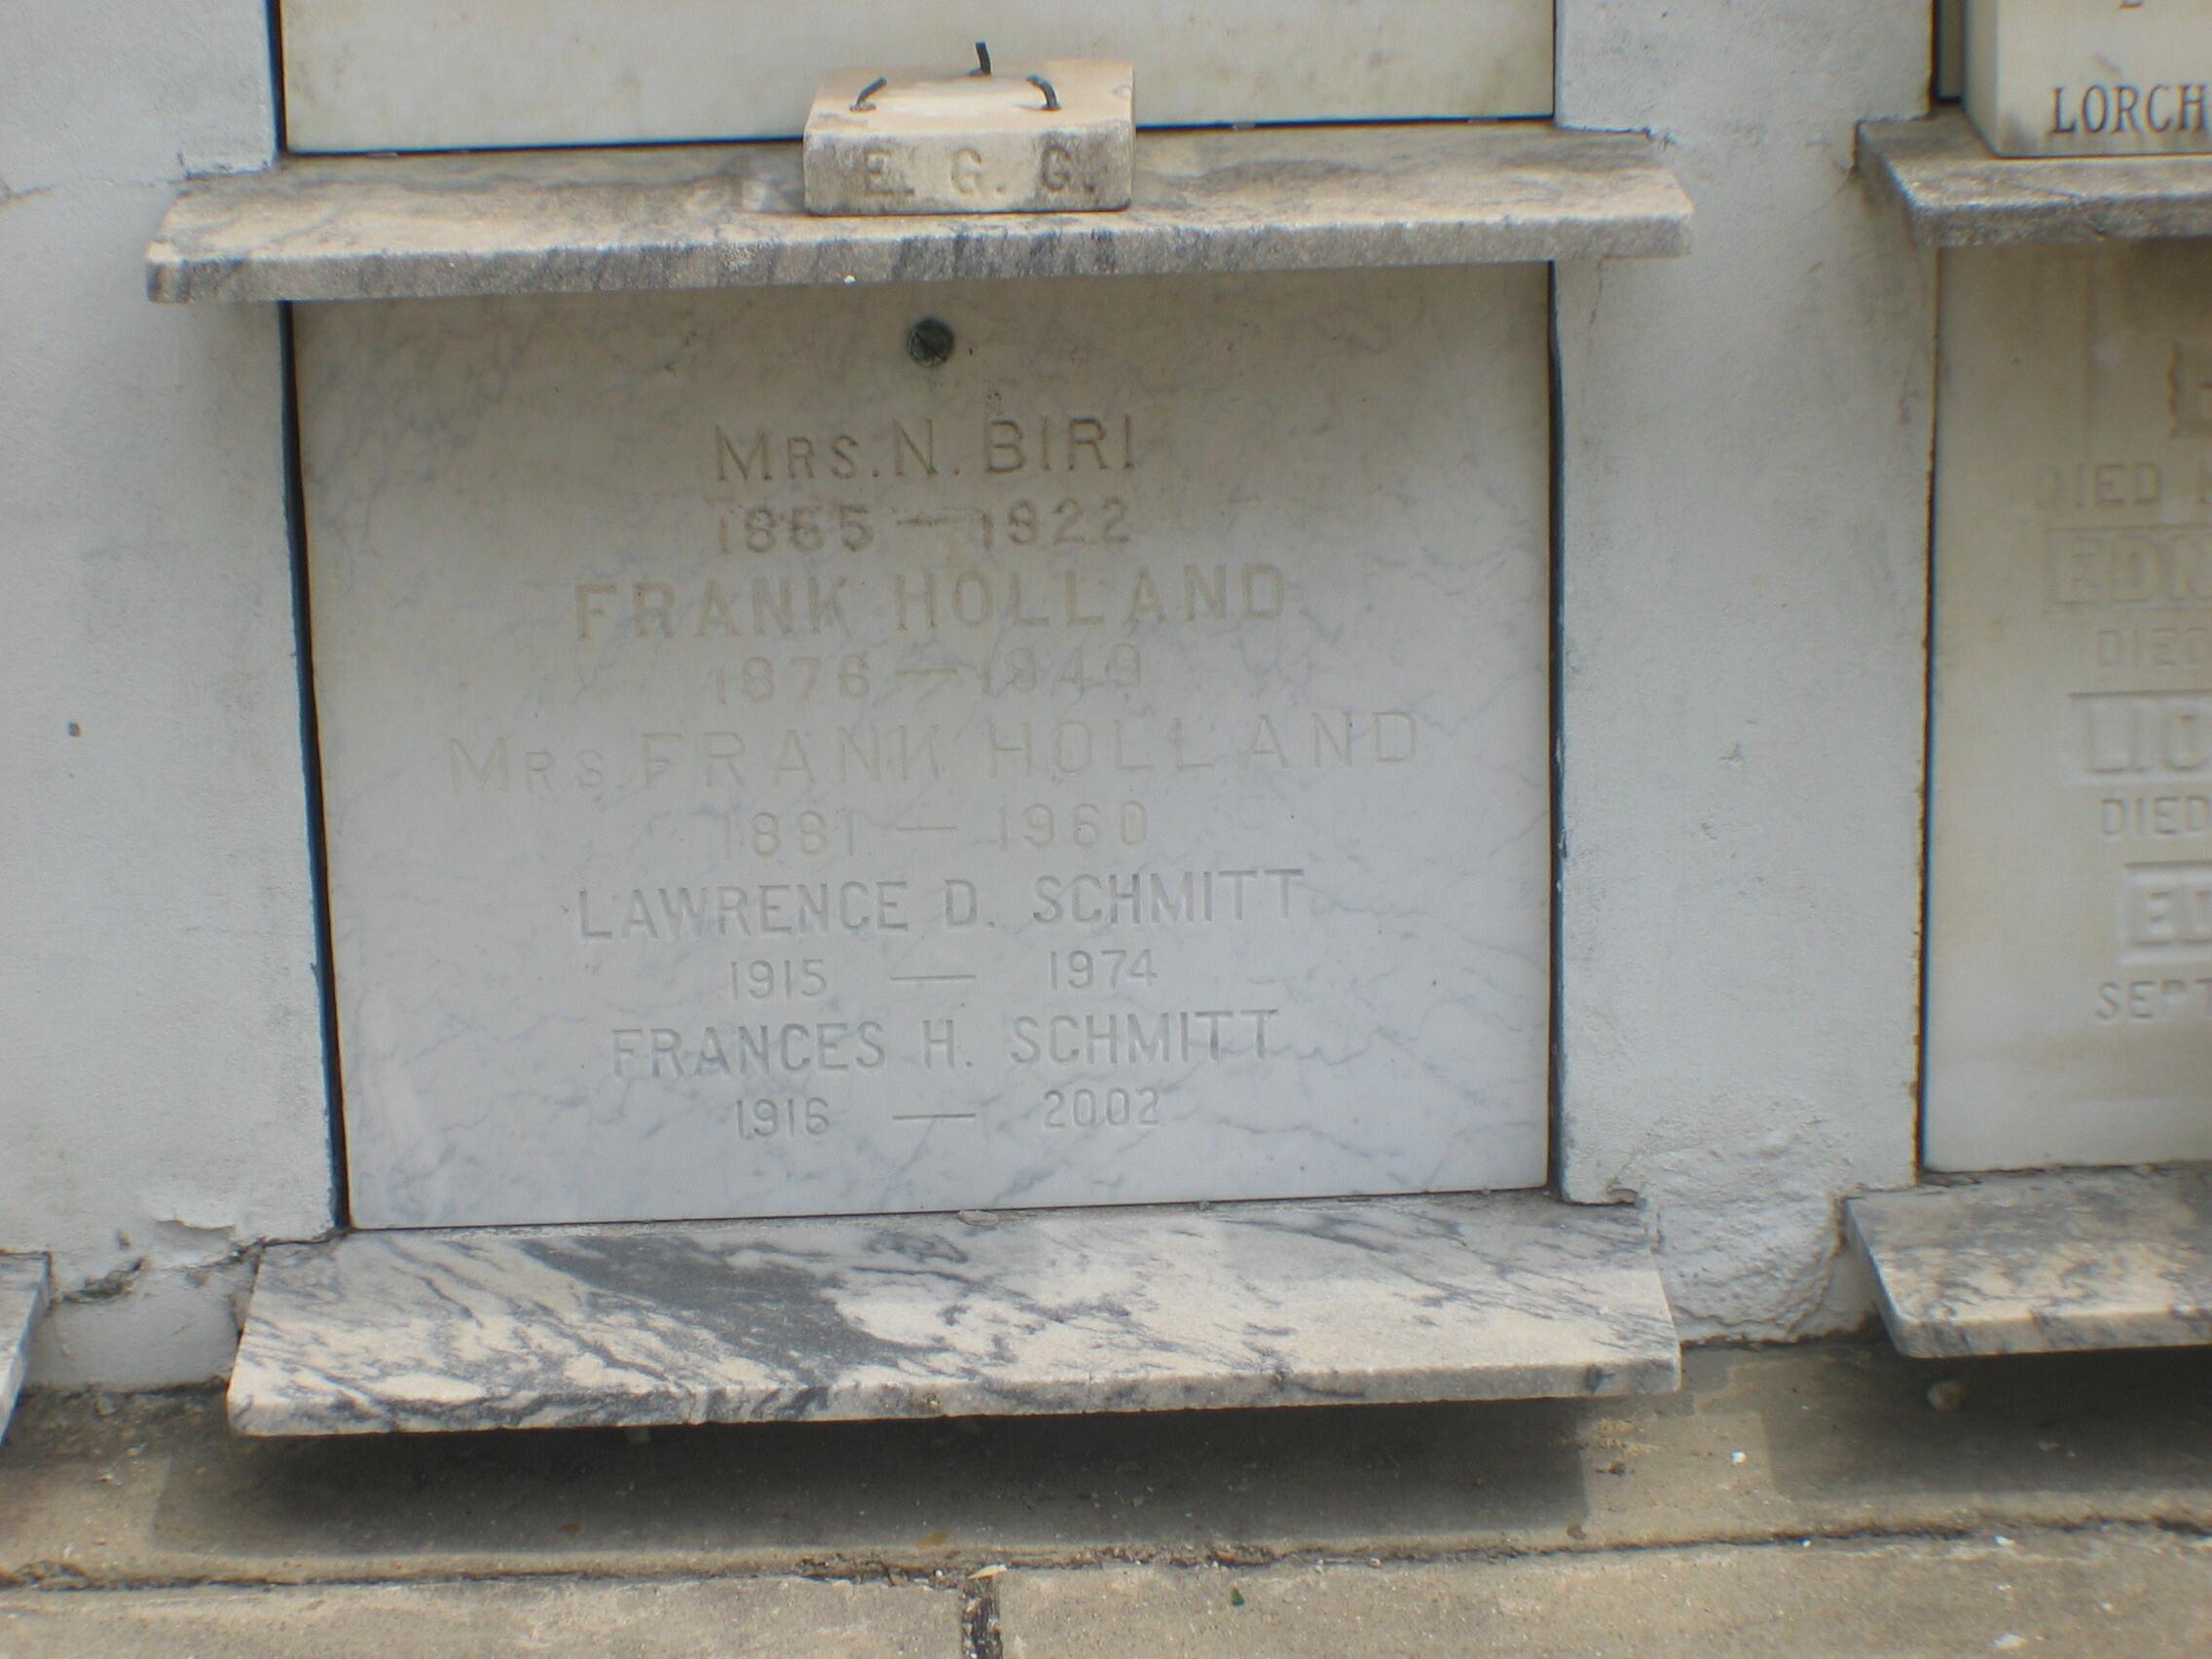 LORCH
E. G. G.
MRS. N. BIRI
1865 — 1922
FRANK HOLLAND
1876 — 1949
MRS FRANK HOLLAND
1881 — 1960
LAWRENCE D. SCHMITT
1915 — 1974
FRANCES H. SCHMITT
1916 — 2002
DIED
DIED
DIED
SEPT